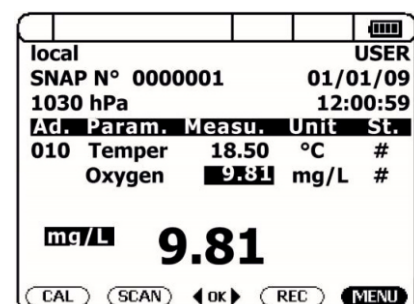 local USER
SNAP N° 0000001 01/01/09
1030 hPa 12:00:59
Ad. Param. Measu. Unit St.
010 Temper 18.50 °C #
Oxygen 9.81 mg/L #
mg/L 9.81
CAL SCAN ◀ OK ▶ REC MENU